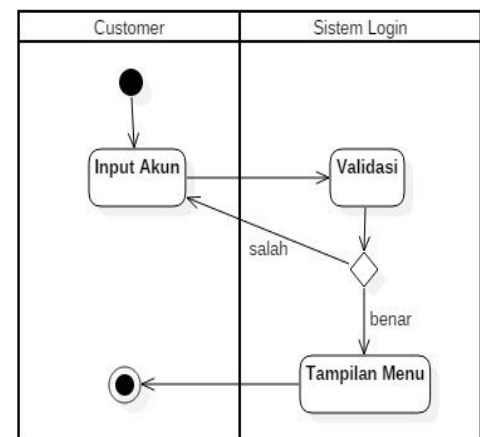 Customer
Sistem Login
Input Akun
Validasi
salah
benar
Tampilan Menu